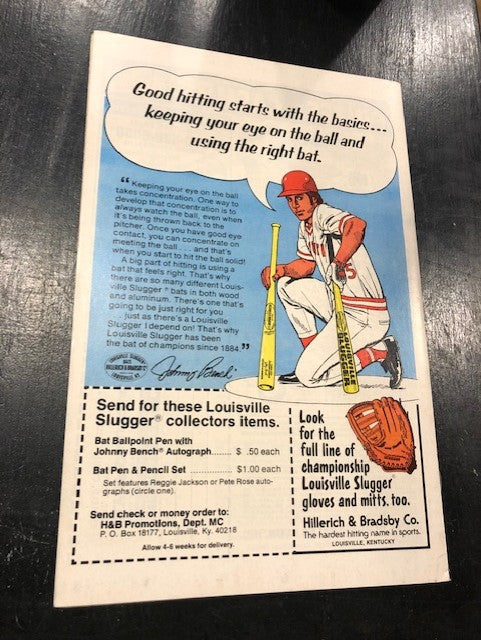 Good hitting starts with the basics...
keeping your eye on the ball and
using the right bat.
“Keeping your eye on the ball
takes concentration. One way to
develop that concentration is to
always watch the ball, even when
it's being thrown back to the
pitcher. Once you have good eye
contact, you can concentrate on
meeting the ball . . . and that's
when you start to hit the ball solid!
A big part of hitting is using a
bat that feels right. That's why
there are so many different Louis-
ville Slugger® bats in both wood
and aluminum. There's one that's
going to be just right for you
. . . just as there's a Louisville
Slugger I depend on! That's why
Louisville Slugger has been
the bat of champions since 1884.”
Johnny Bench
5
LOUISVILLE
SLUGGER
Send for these Louisville
Slugger® collectors items.
Bat Ballpoint Pen with
Johnny Bench® Autograph........ $ .50 each
Bat Pen & Pencil Set ............... $1.00 each
Set features Reggie Jackson or Pete Rose auto-
graphs (circle one).
Send check or money order to:
H&B Promotions, Dept. MC
P. O. Box 18177, Louisville, Ky. 40218
Allow 4-6 weeks for delivery.
Look
for the
full line of
championship
Louisville Slugger®
gloves and mitts, too.
Hillerich & Bradsby Co.
The hardest hitting name in sports.
LOUISVILLE, KENTUCKY